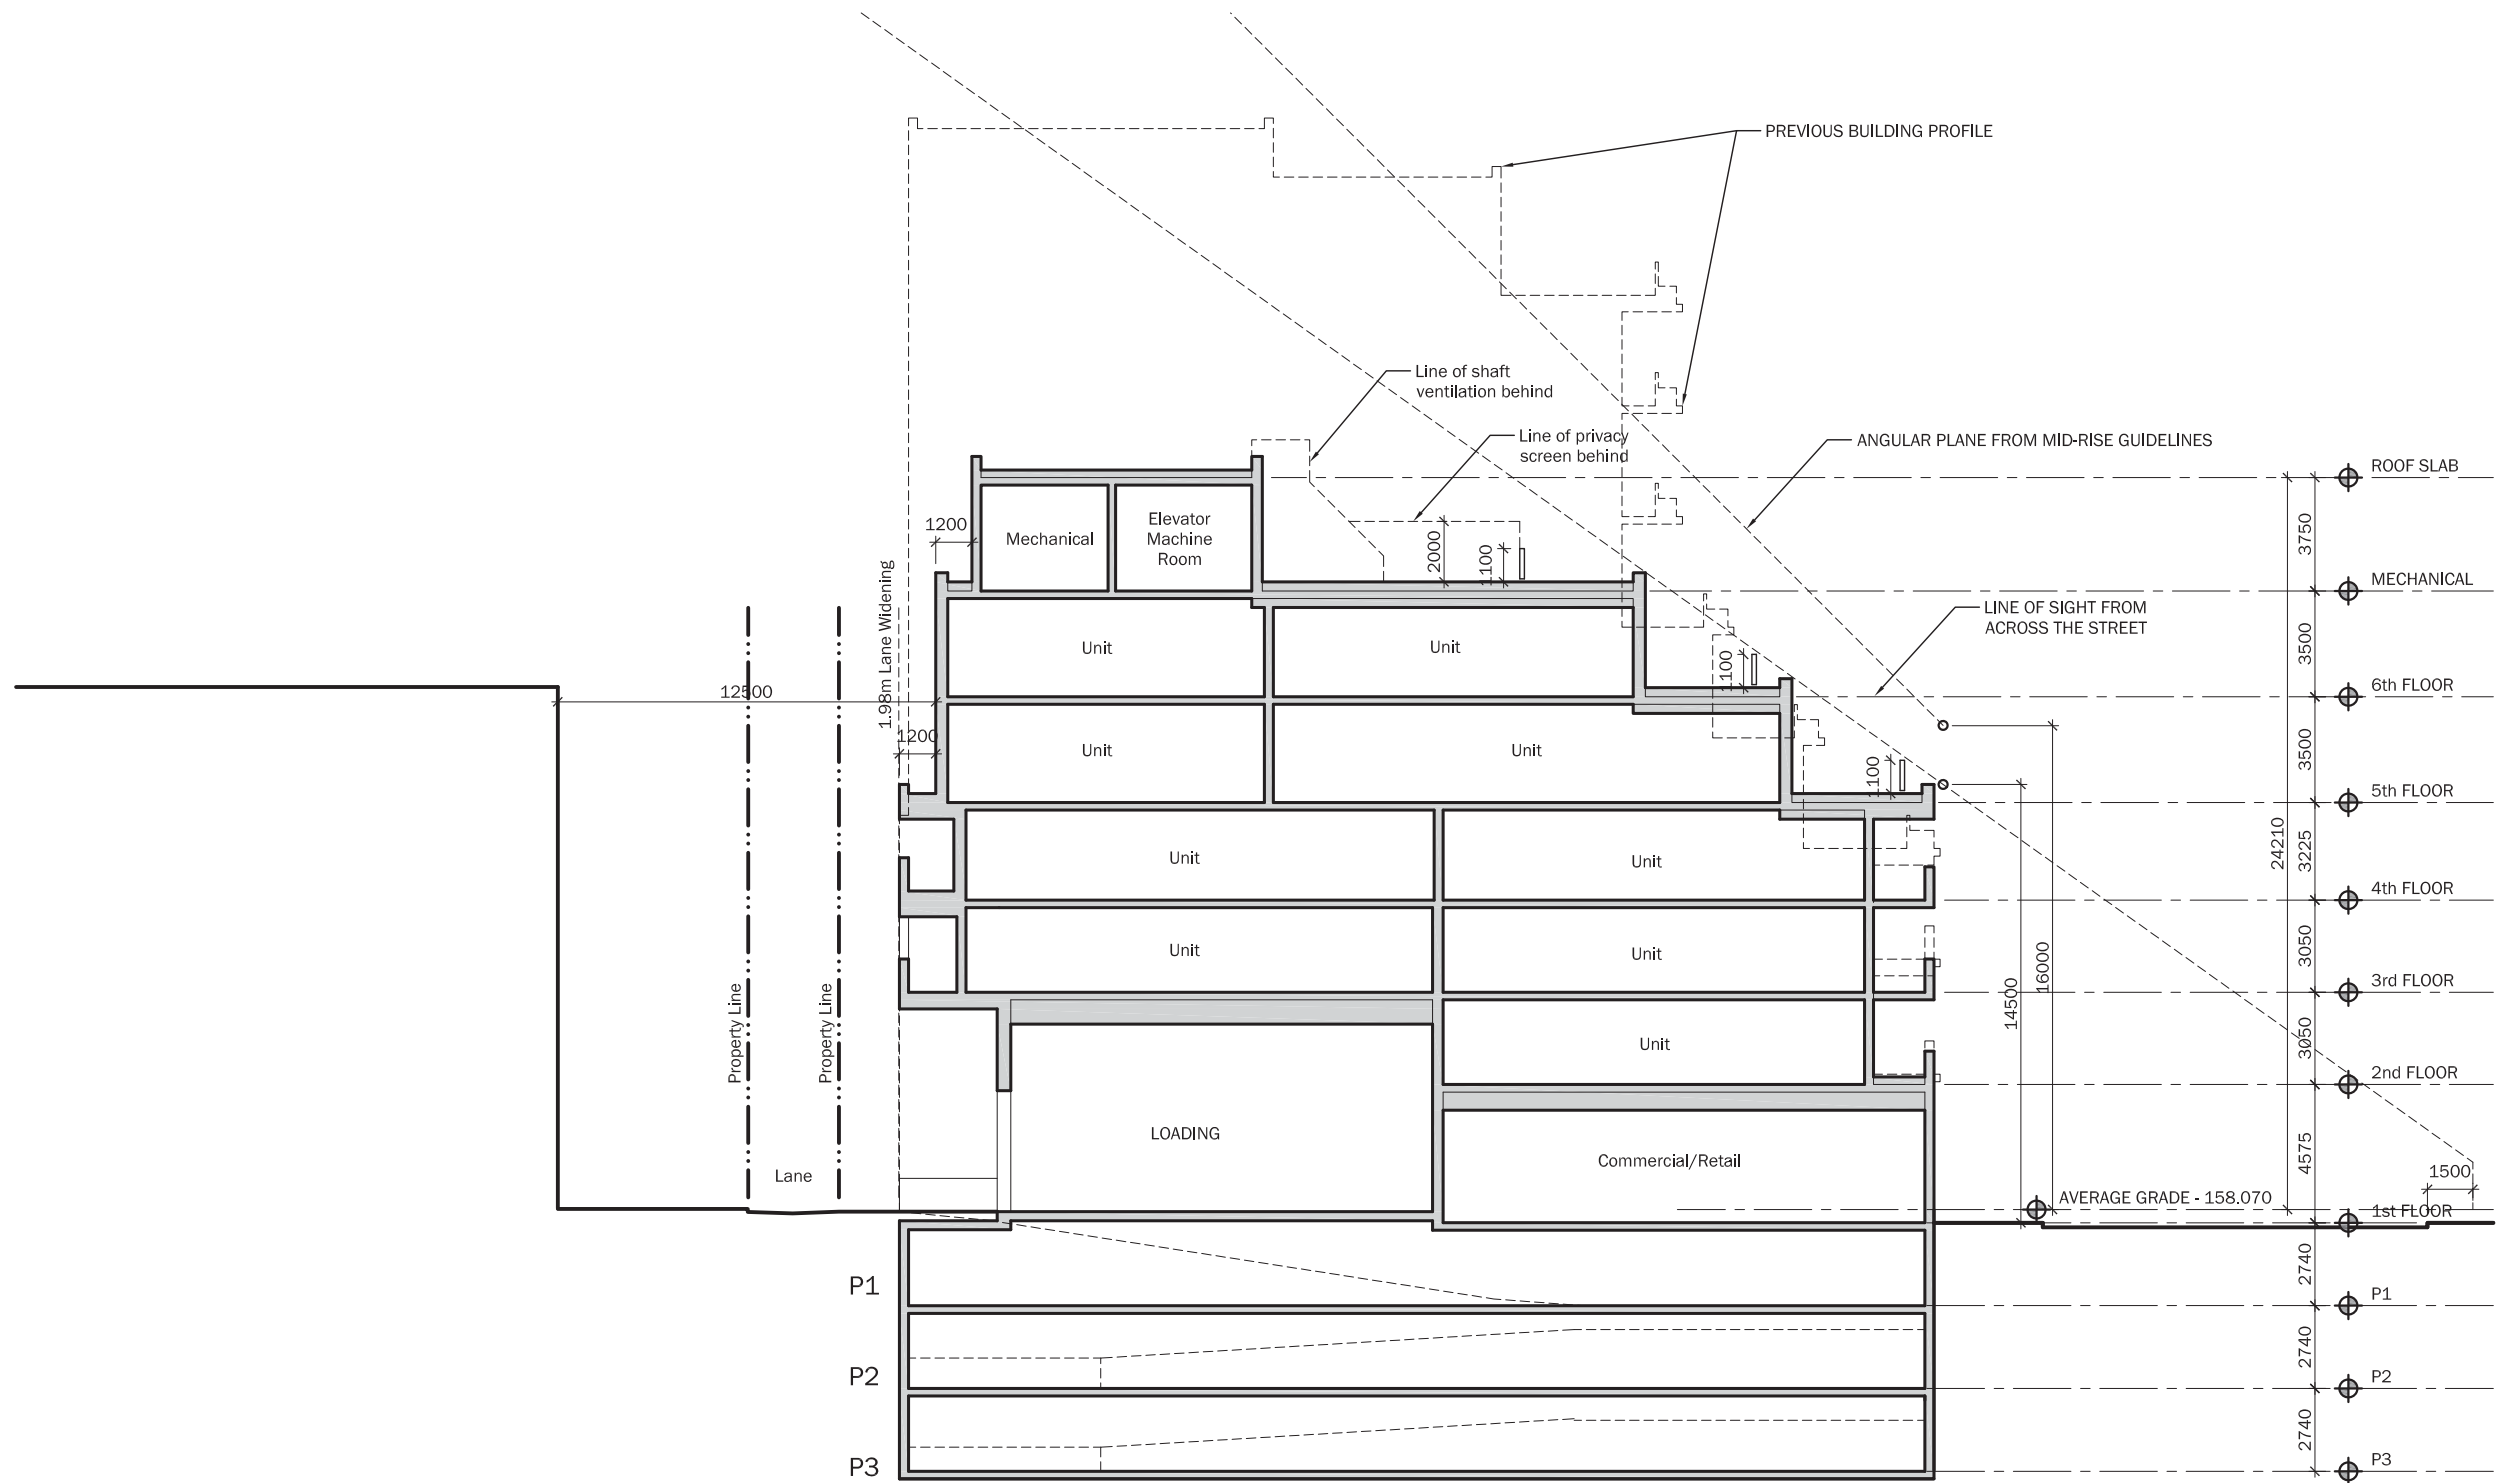 PREVIOUS BUILDING PROFILE
Line of shaft
ventilation behind
Line of privacy
screen behind
ANGULAR PLANE FROM MID-RISE GUIDELINES
ROOF SLAB
1200
Mechanical
Elevator
Machine
Room
2000
1100
3750
MECHANICAL
LINE OF SIGHT FROM
ACROSS THE STREET
1.98m Lane Widening
Unit
Unit
1100
3500
6th FLOOR
12500
1200
Unit
Unit
1100
3500
5th FLOOR
24210
3225
Unit
Unit
4th FLOOR
Unit
Unit
3050
16000
14500
3rd FLOOR
Property Line
Property Line
Unit
3050
2nd FLOOR
LOADING
Commercial/Retail
4575
Lane
1500
AVERAGE GRADE - 158.070
1st FLOOR
P1
2740
P1
P2
2740
P2
P3
2740
P3